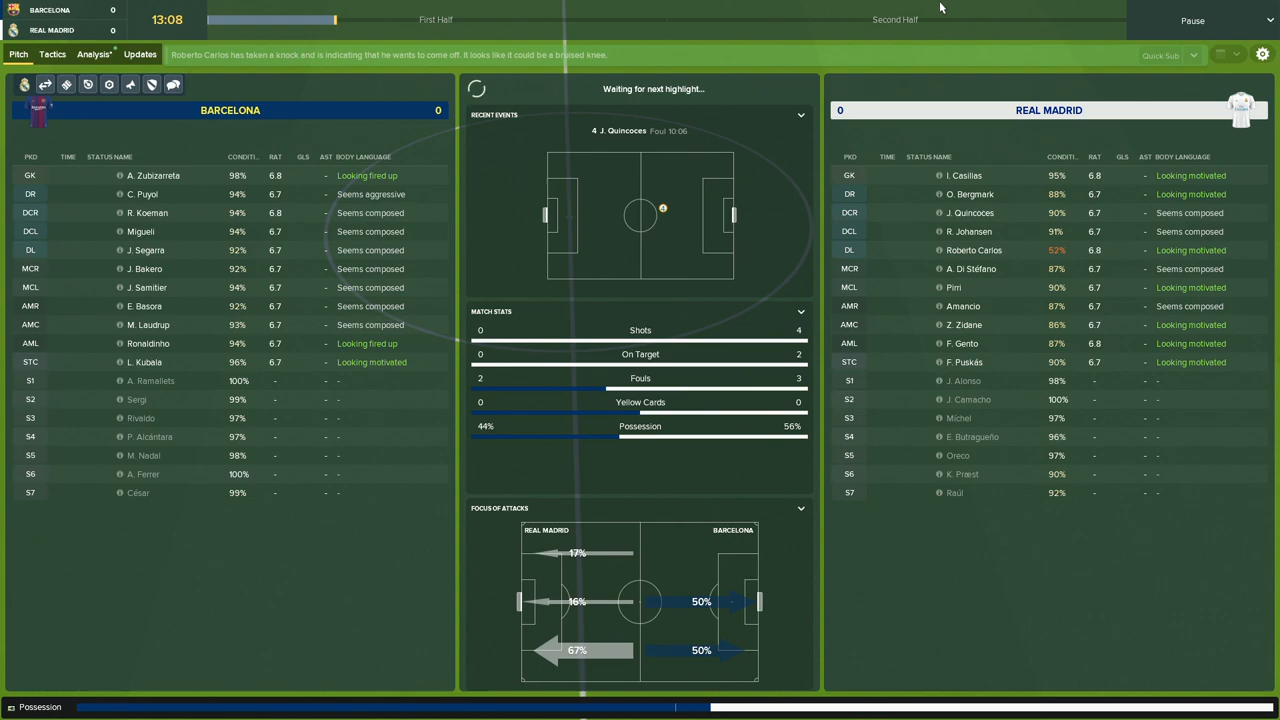 BARCELONA 0
REAL MADRID 0
13:08
First Half
Second Half
Pause
Pitch Tactics Analysis* Updates
Roberto Carlos has taken a knock and is indicating that he wants to come off. It looks like it could be a bruised knee.
Quick Sub
BARCELONA 0
PKD TIME STATUS NAME CONDITI... RAT GLS AST BODY LANGUAGE
GK A. Zubizarreta 98% 6.8 - Looking fired up
DR C. Puyol 94% 6.7 - Seems aggressive
DCR R. Koeman 94% 6.8 - Seems composed
DCL Migueli 94% 6.7 - Seems composed
DL J. Segarra 92% 6.7 - Seems composed
MCR J. Bakero 92% 6.7 - Seems composed
MCL J. Samitier 94% 6.7 - Seems composed
AMR E. Basora 92% 6.7 - Seems composed
AMC M. Laudrup 93% 6.7 - Seems composed
AML Ronaldinho 94% 6.7 - Looking fired up
STC L. Kubala 96% 6.7 - Looking motivated
S1 A. Ramallets 100% - - -
S2 Sergi 99% - - -
S3 Rivaldo 97% - - -
S4 P. Alcántara 97% - - -
S5 M. Nadal 98% - - -
S6 A. Ferrer 100% - - -
S7 César 99% - - -
Waiting for next highlight...
RECENT EVENTS
4 J. Quincoces Foul 10:06
4
MATCH STATS
0 Shots 4
0 On Target 2
2 Fouls 3
0 Yellow Cards 0
44% Possession 56%
FOCUS OF ATTACKS
REAL MADRID BARCELONA
17%
16% 50%
67% 50%
0 REAL MADRID
PKD TIME STATUS NAME CONDITI... RAT GLS AST BODY LANGUAGE
GK I. Casillas 95% 6.8 - Looking motivated
DR O. Bergmark 88% 6.7 - Looking motivated
DCR J. Quincoces 90% 6.7 - Seems composed
DCL R. Johansen 91% 6.7 - Seems composed
DL Roberto Carlos 52% 6.8 - Looking motivated
MCR A. Di Stéfano 87% 6.7 - Seems composed
MCL Pirri 90% 6.7 - Looking motivated
AMR Amancio 87% 6.7 - Seems composed
AMC Z. Zidane 86% 6.7 - Looking motivated
AML F. Gento 87% 6.8 - Looking motivated
STC F. Puskás 90% 6.7 - Looking motivated
S1 J. Alonso 98% - - -
S2 J. Camacho 100% - - -
S3 Míchel 97% - - -
S4 E. Butragueño 96% - - -
S5 Oreco 97% - - -
S6 K. Præst 90% - - -
S7 Raúl 92% - - -
Possession